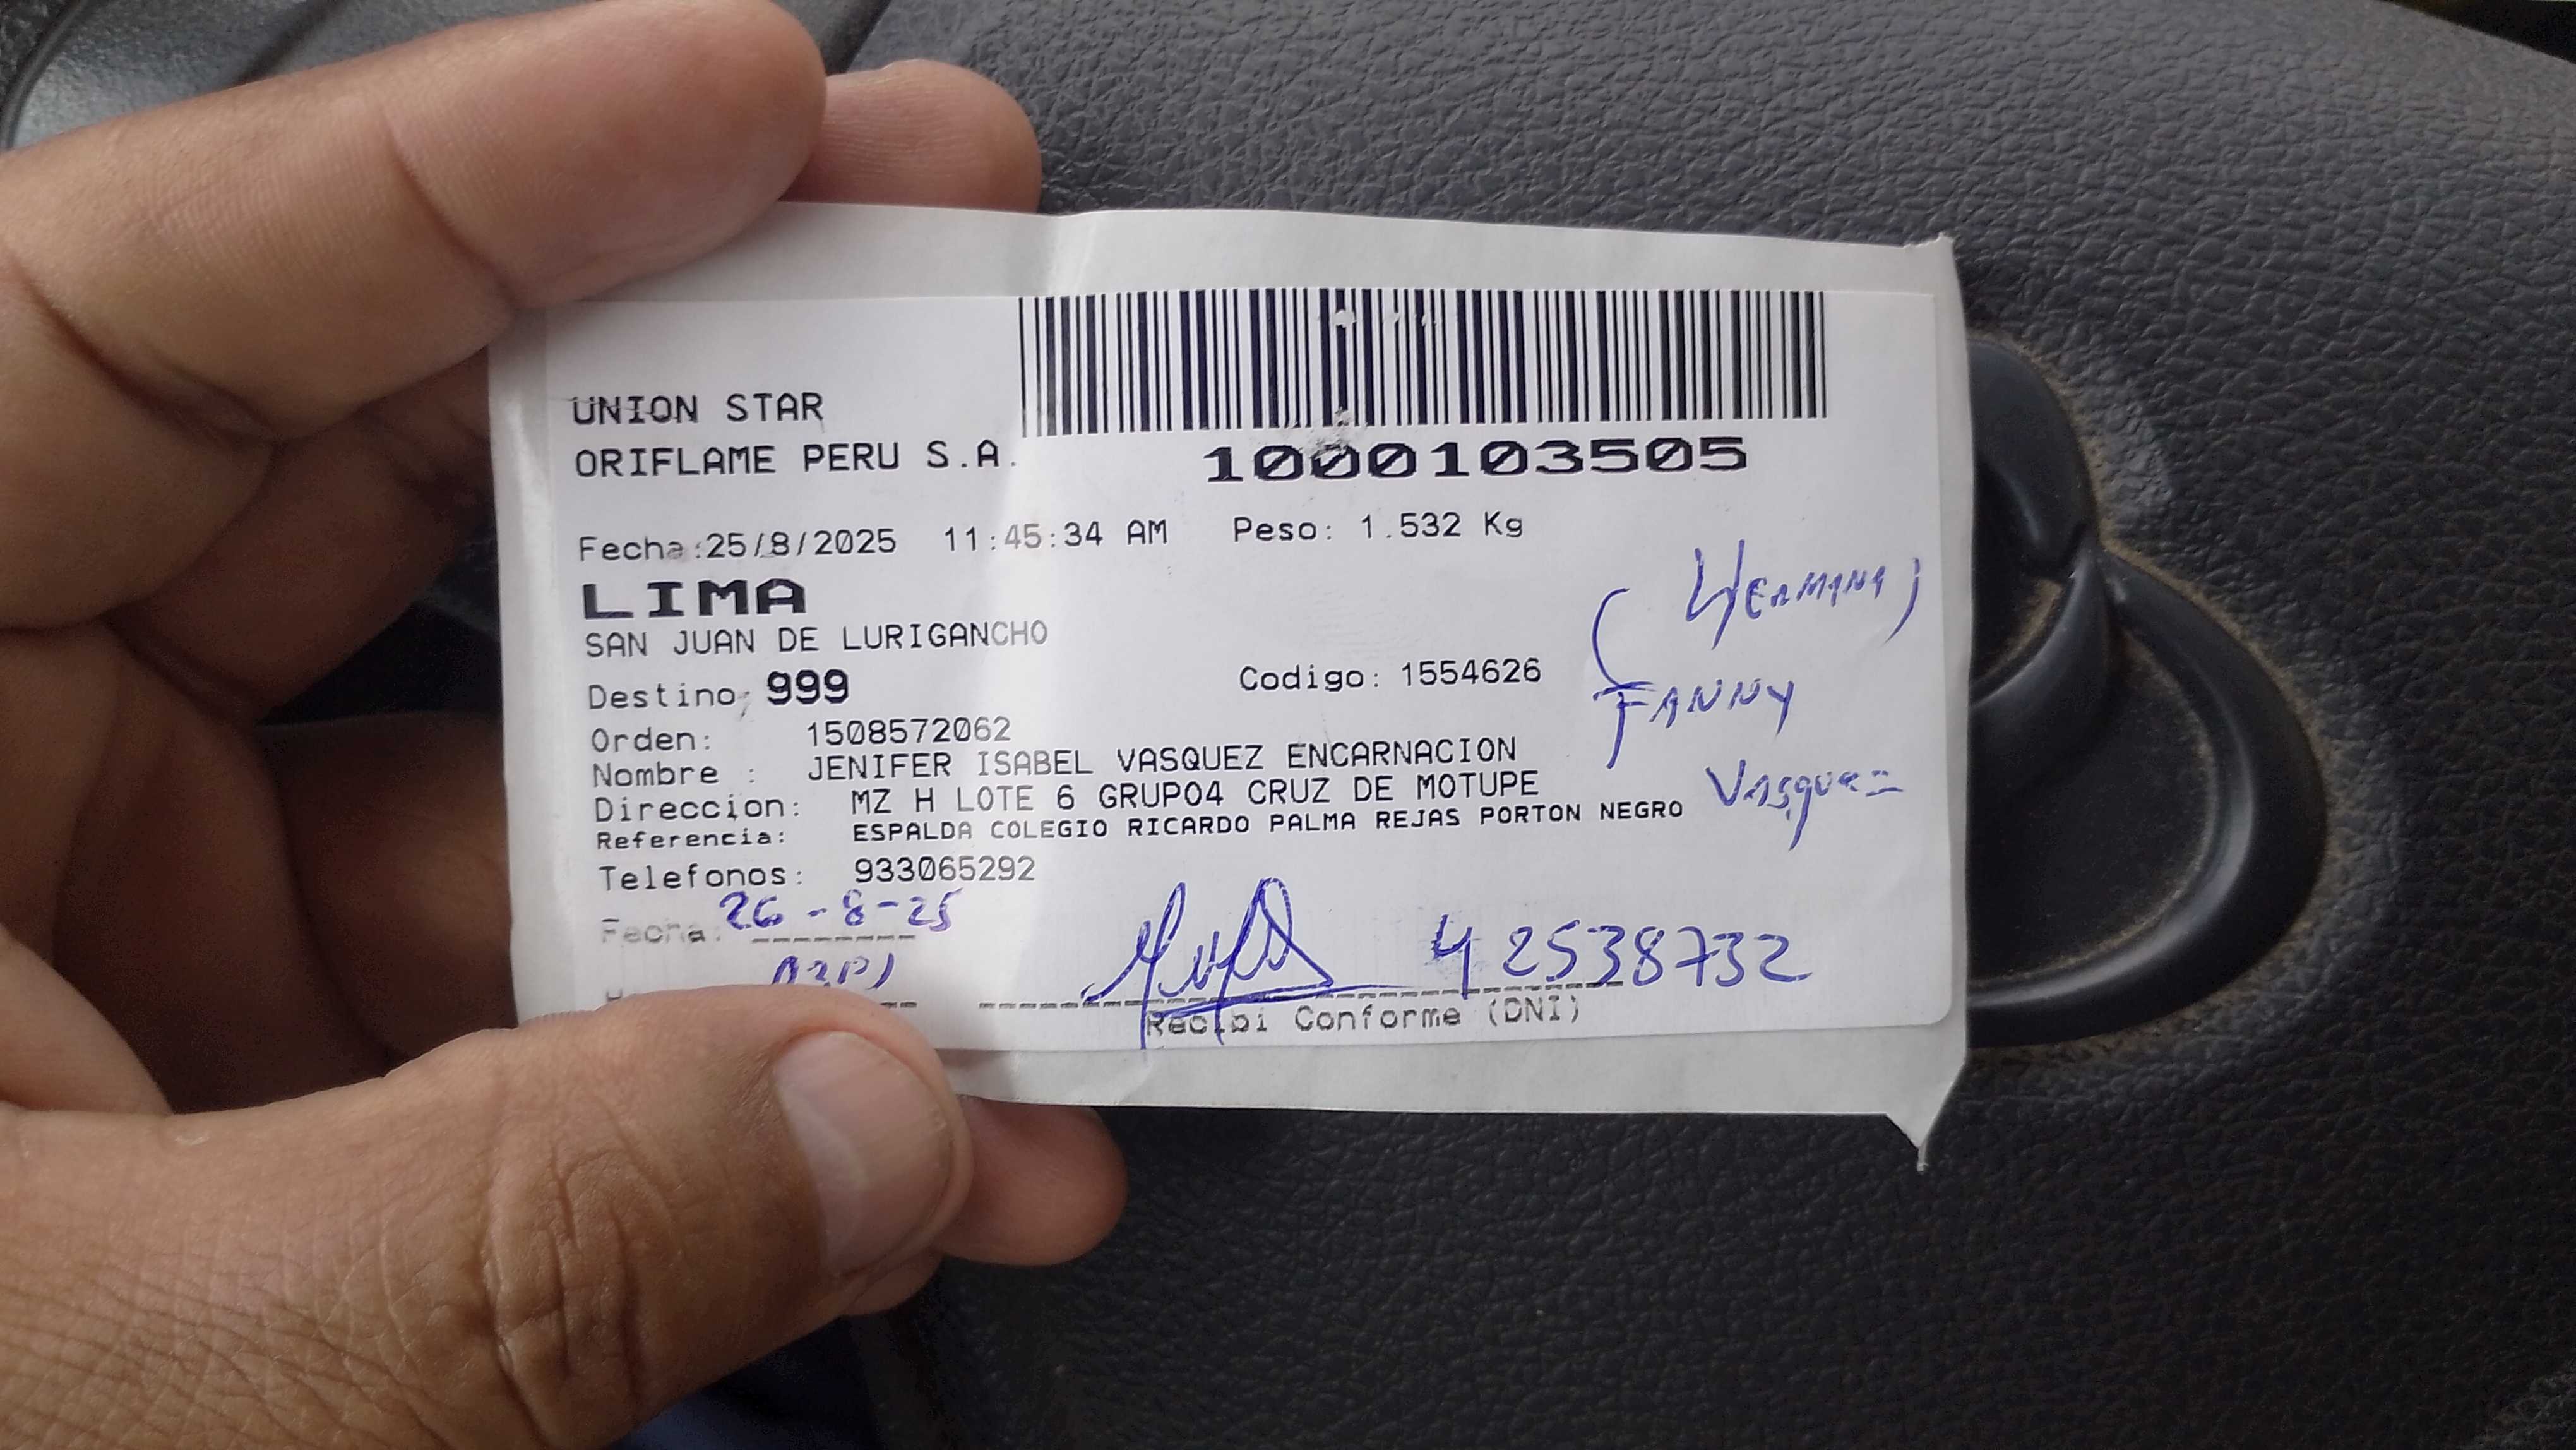 UNION STAR
ORIFLAME PERU S.A.
1000103505
Fecha:25/8/2025 11:45:34 AM Peso: 1.532 Kg
LIMA
SAN JUAN DE LURIGANCHO
(Hermana)
Destino: 999 Codigo: 1554626
FANNY
Orden: 1508572062
Nombre : JENIFER ISABEL VASQUEZ ENCARNACION
Vasquez
Direccion: MZ H LOTE 6 GRUPO4 CRUZ DE MOTUPE
Referencia: ESPALDA COLEGIO RICARDO PALMA REJAS PORTON NEGRO
Telefonos: 933065292
Fecha: 26-8-25
42538732
Recibi Conforme (DNI)